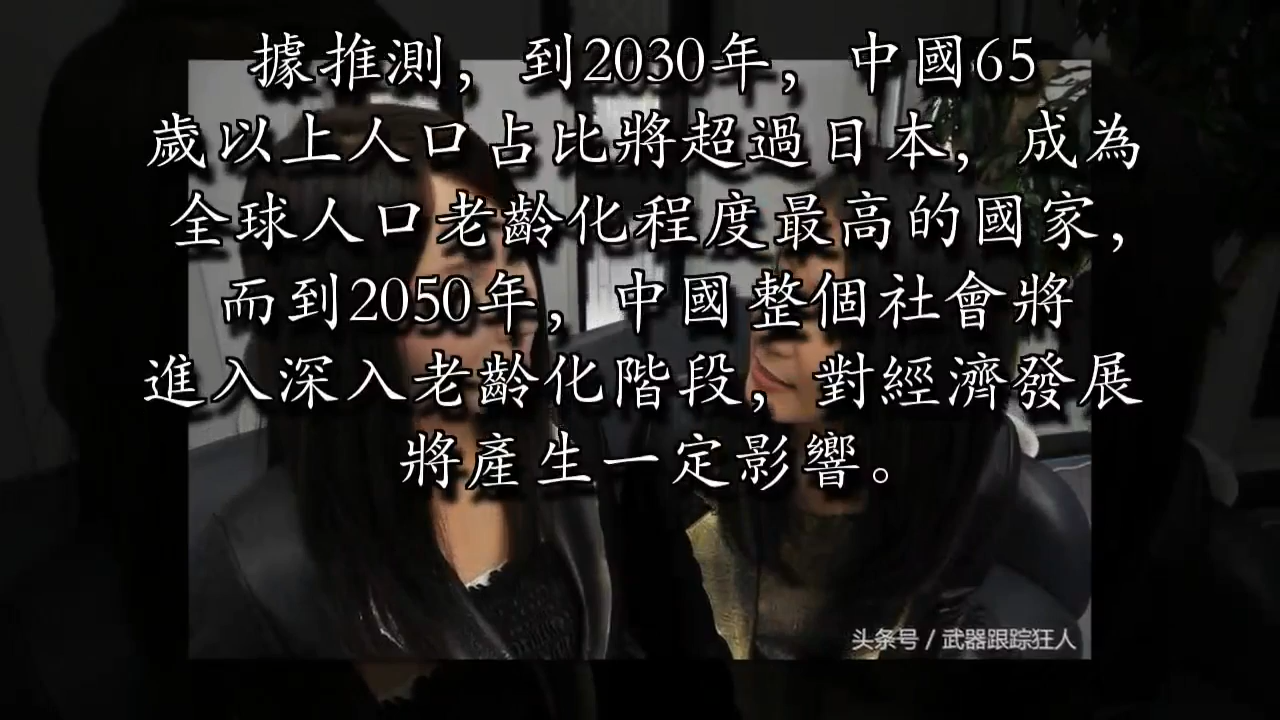 據推測，到2030年，中國65
歲以上人口占比將超過日本，成為
全球人口老齡化程度最高的國家，
而到2050年，中國整個社會將
進入深入老齡化階段，對經濟發展
將產生一定影響。
头条号 / 武器跟踪狂人